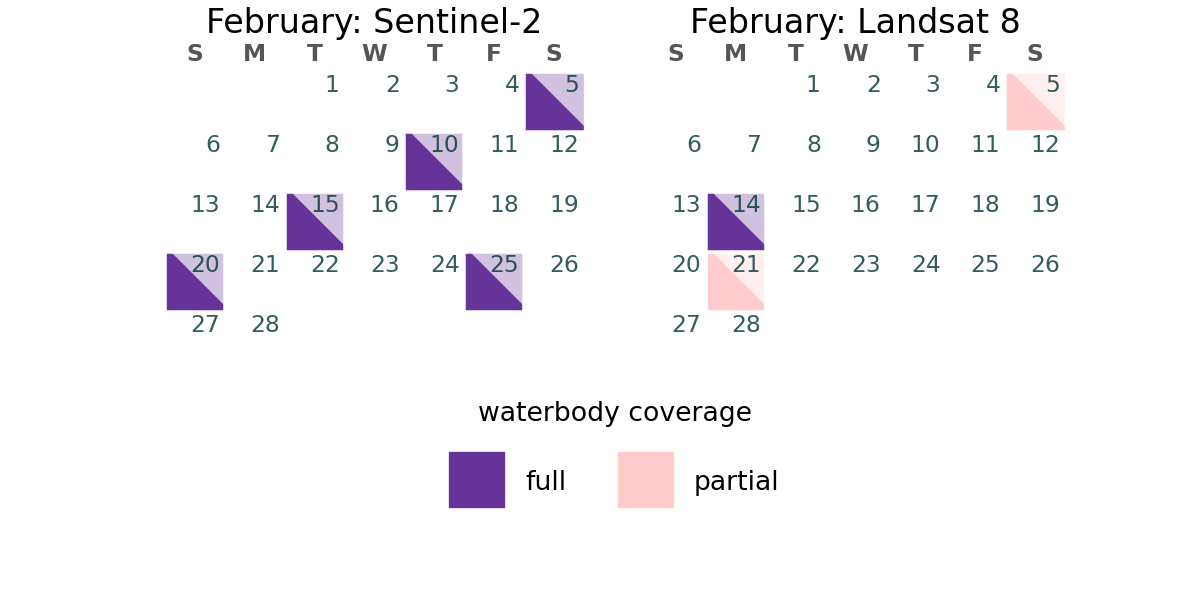 February: Sentinel-2
S M T W T F S
1 2 3 4 5
6 7 8 9 10 11 12
13 14 15 16 17 18 19
20 21 22 23 24 25 26
27 28
February: Landsat 8
S M T W T F S
1 2 3 4 5
6 7 8 9 10 11 12
13 14 15 16 17 18 19
20 21 22 23 24 25 26
27 28
waterbody coverage
full partial